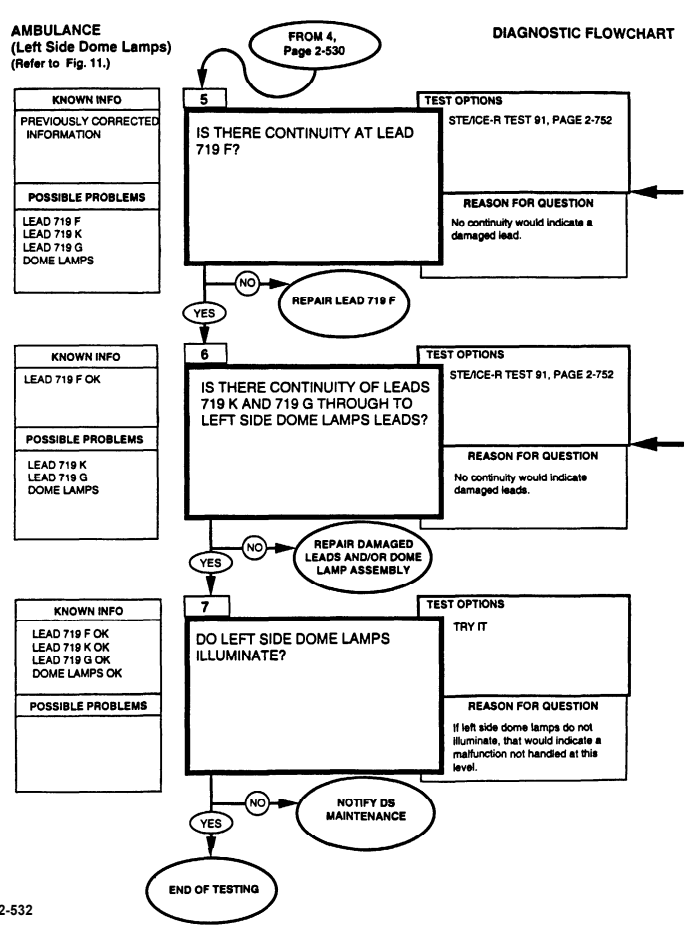 AMBULANCE
(Left Side Dome Lamps)
(Refer to Fig. 11.)
FROM 4,
Page 2-530
DIAGNOSTIC FLOWCHART
KNOWN INFO
PREVIOUSLY CORRECTED
INFORMATION
POSSIBLE PROBLEMS
LEAD 719 F
LEAD 719 K
LEAD 719 G
DOME LAMPS
5
IS THERE CONTINUITY AT LEAD
719 F?
TEST OPTIONS
STE/ICE-R TEST 91, PAGE 2-752
REASON FOR QUESTION
No continuity would indicate a
damaged lead.
NO
REPAIR LEAD 719 F
YES
KNOWN INFO
LEAD 719 F OK
POSSIBLE PROBLEMS
LEAD 719 K
LEAD 719 G
DOME LAMPS
6
IS THERE CONTINUITY OF LEADS
719 K AND 719 G THROUGH TO
LEFT SIDE DOME LAMPS LEADS?
TEST OPTIONS
STE/ICE-R TEST 91, PAGE 2-752
REASON FOR QUESTION
No continuity would indicate
damaged leads.
NO
REPAIR DAMAGED
LEADS AND/OR DOME
LAMP ASSEMBLY
YES
KNOWN INFO
LEAD 719 F OK
LEAD 719 K OK
LEAD 719 G OK
DOME LAMPS OK
POSSIBLE PROBLEMS
7
DO LEFT SIDE DOME LAMPS
ILLUMINATE?
TEST OPTIONS
TRY IT
REASON FOR QUESTION
If left side dome lamps do not
illuminate, that would indicate a
malfunction not handled at this
level.
NO
NOTIFY DS
MAINTENANCE
YES
END OF TESTING
2-532